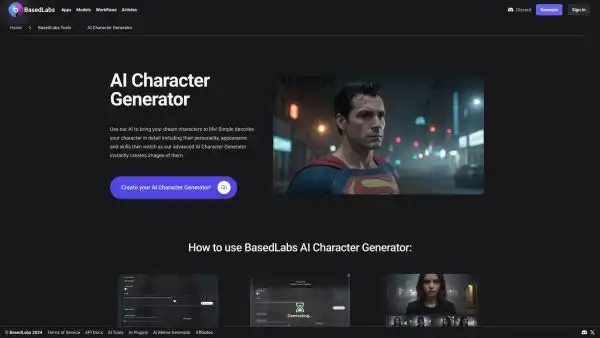 BasedLabs Apps Models Workflows Articles Discord Generate Sign In
Home > BasedLabs Tools AI Character Generator
AI Character
Generator
Use our AI to bring your dream characters to life! Simple describe
your character in detail including their personality, appearance
and skills then watch as our advanced AI Character Generator
instantly creates images of them.
Create your AI Character Generator!
How to use BasedLabs AI Character Generator:
Generating...
© BasedLabs 2024 Terms of Service API Docs AI Tools AI Plugins AI Meme Generator Affiliates